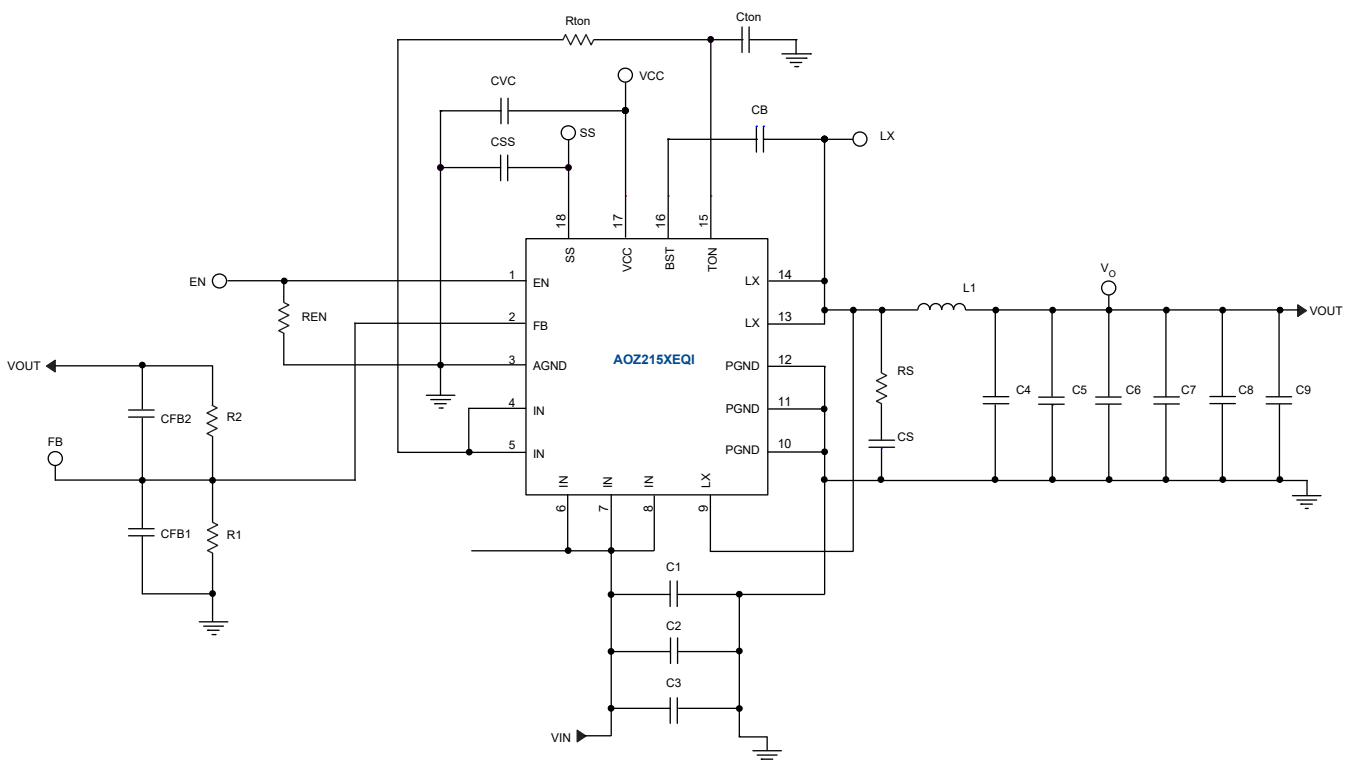 Rton
Cton
CVC
VCC
CSS
SS
CB
LX
18
17
16
15
SS
VCC
BST
TON
EN
1
EN
LX
14
REN
2
FB
LX
13
L1
VO
VOUT
VOUT
3
AGND
AOZ215XEQI
PGND
12
RS
4
IN
PGND
11
C4
C5
C6
C7
C8
C9
CFB2
R2
FB
5
IN
PGND
10
CS
IN
IN
IN
LX
6
7
8
9
CFB1
R1
C1
C2
C3
VIN